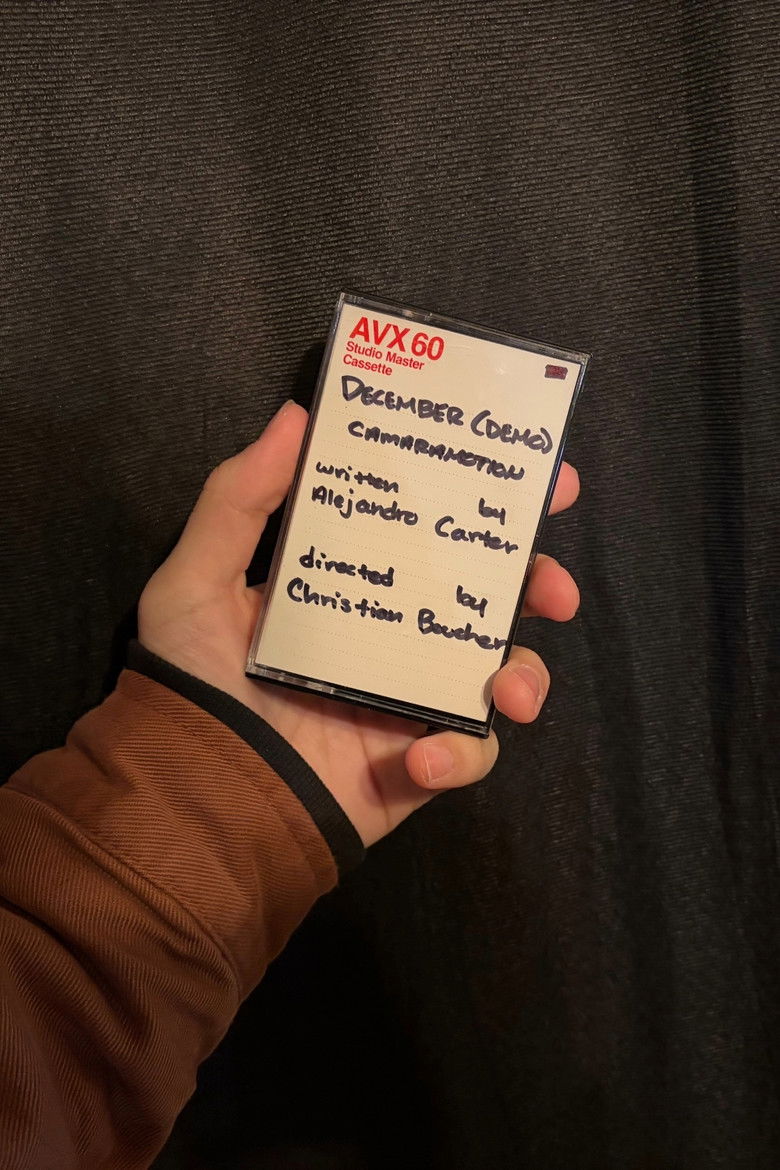 AVX 60
Studio Master
Cassette
DECEMBER (DEMO)
CAMARAMOTION
written by
Alejandro Carter
directed by
Christian Boucher